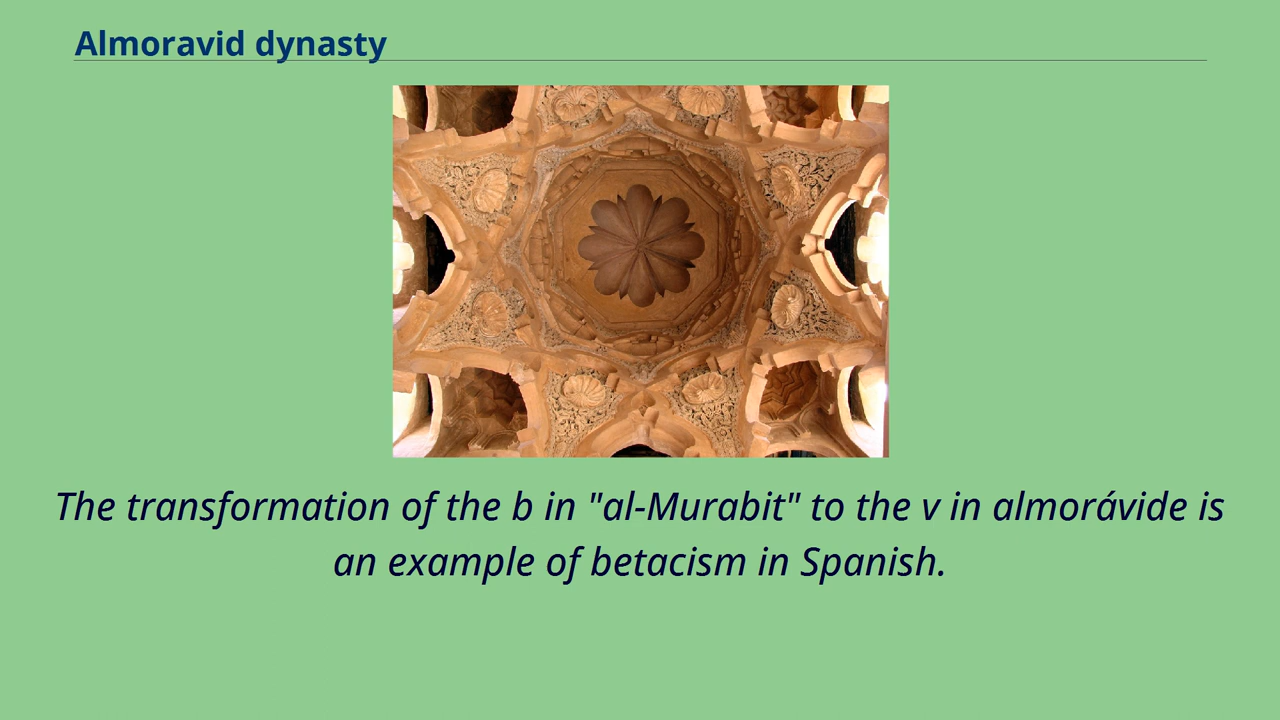 Almoravid dynasty
The transformation of the b in "al-Murabit" to the v in almorávide is
an example of betacism in Spanish.